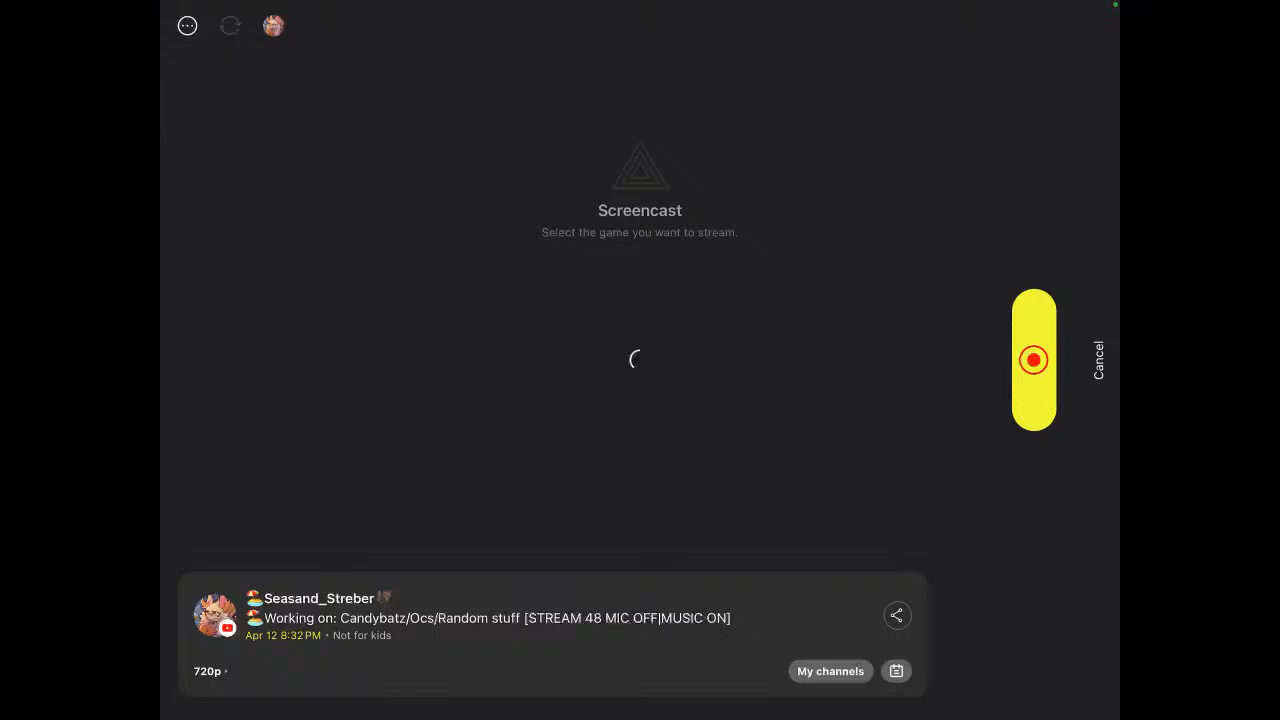 Screencast
Select the game you want to stream.
Cancel
🏖️Seasand_Streber🐚
🏖️Working on: Candybatz/Ocs/Random stuff [STREAM 48 MIC OFF|MUSIC ON]
Apr 12 8:32 PM • Not for kids
720p
My channels